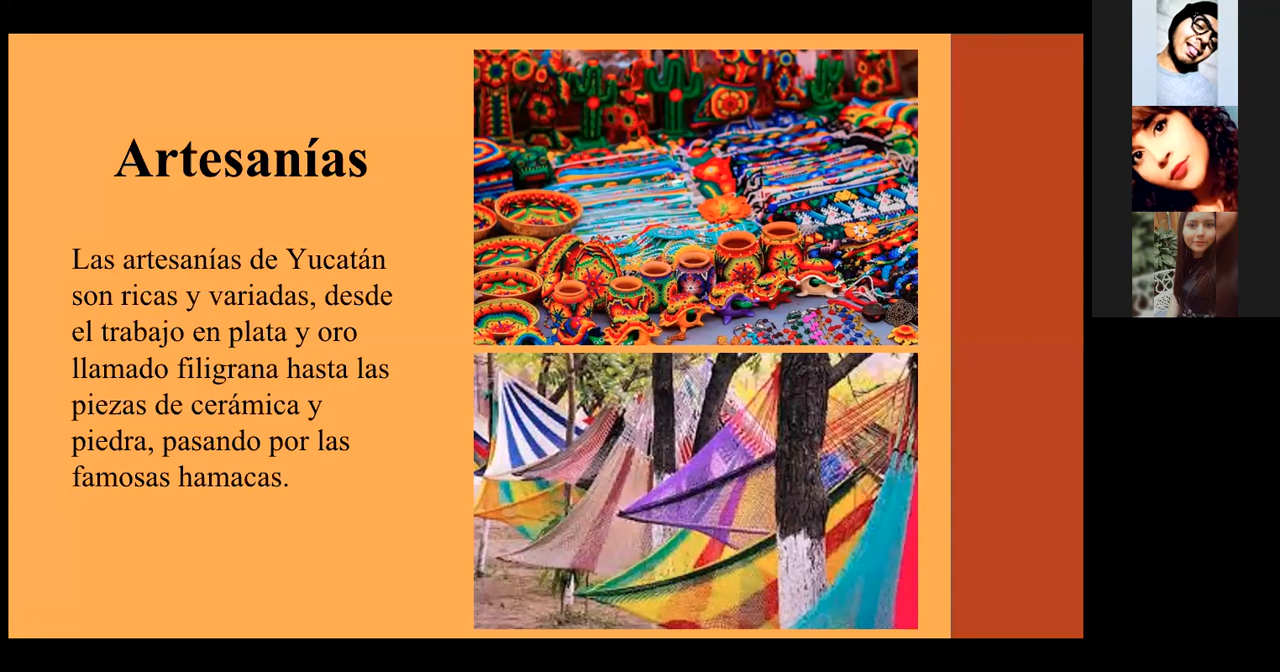 Artesanías
Las artesanías de Yucatán
son ricas y variadas, desde
el trabajo en plata y oro
llamado filigrana hasta las
piezas de cerámica y
piedra, pasando por las
famosas hamacas.